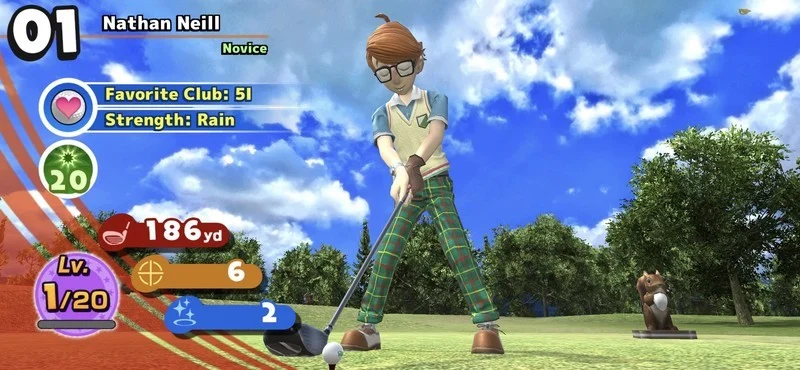 01
Nathan Neill
Novice
Favorite Club: 5I
Strength: Rain
20
186yd
Lv.
1/20
6
2